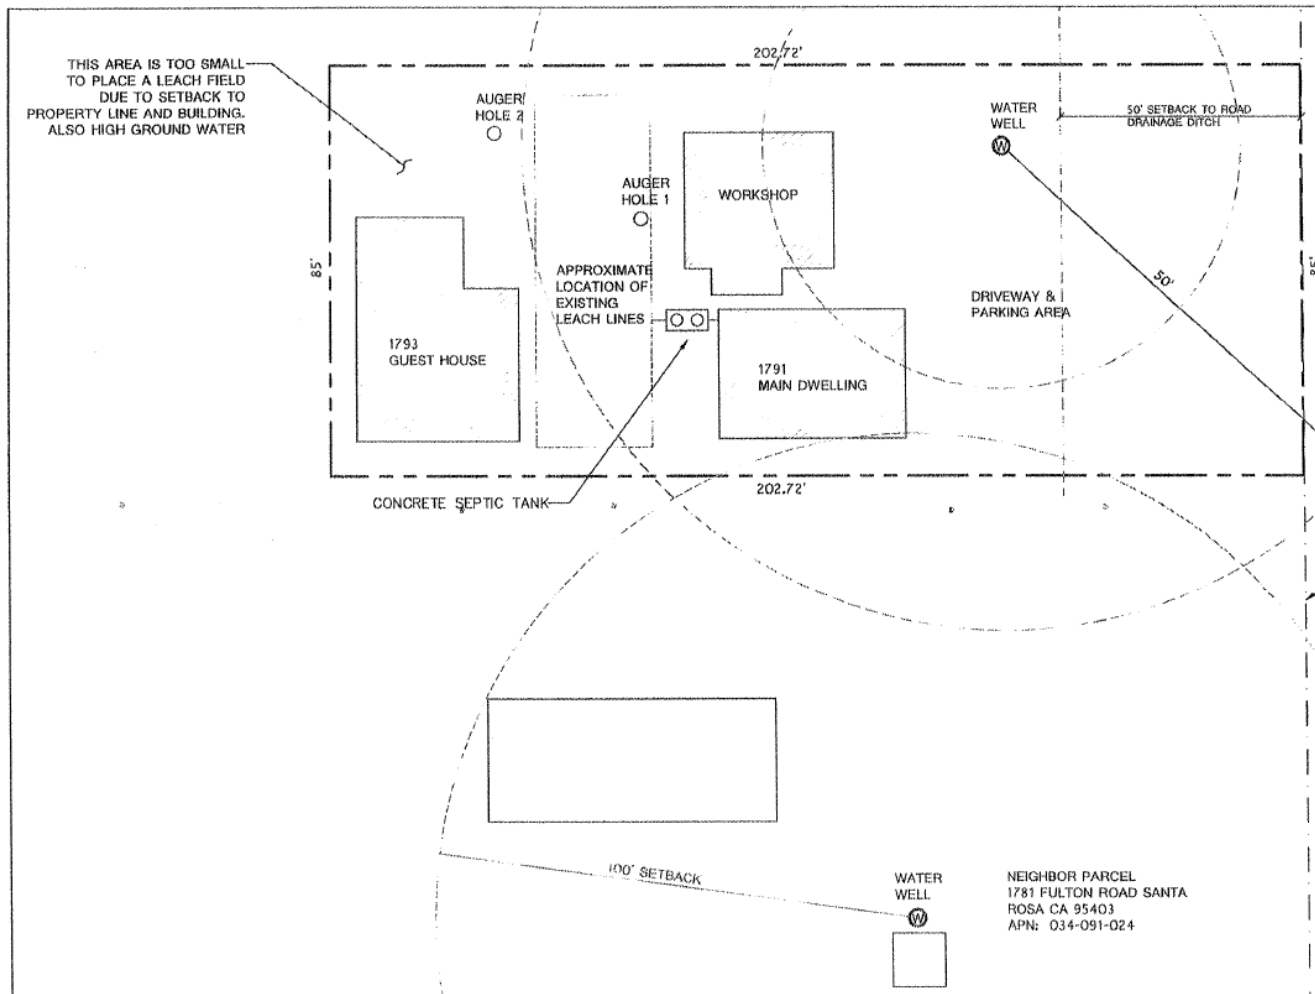 THIS AREA IS TOO SMALL
TO PLACE A LEACH FIELD
DUE TO SETBACK TO
PROPERTY LINE AND BUILDING.
ALSO HIGH GROUND WATER
202.72'
AUGER
HOLE 2
AUGER
HOLE 1
WORKSHOP
WATER
WELL
W
50' SETBACK TO ROAD
DRAINAGE DITCH
85'
85'
50'
APPROXIMATE
LOCATION OF
EXISTING
LEACH LINES
DRIVEWAY &
PARKING AREA
1793
GUEST HOUSE
1791
MAIN DWELLING
CONCRETE SEPTIC TANK
202.72'
100' SETBACK
WATER
WELL
W
NEIGHBOR PARCEL
1781 FULTON ROAD SANTA
ROSA CA 95403
APN: 034-091-024